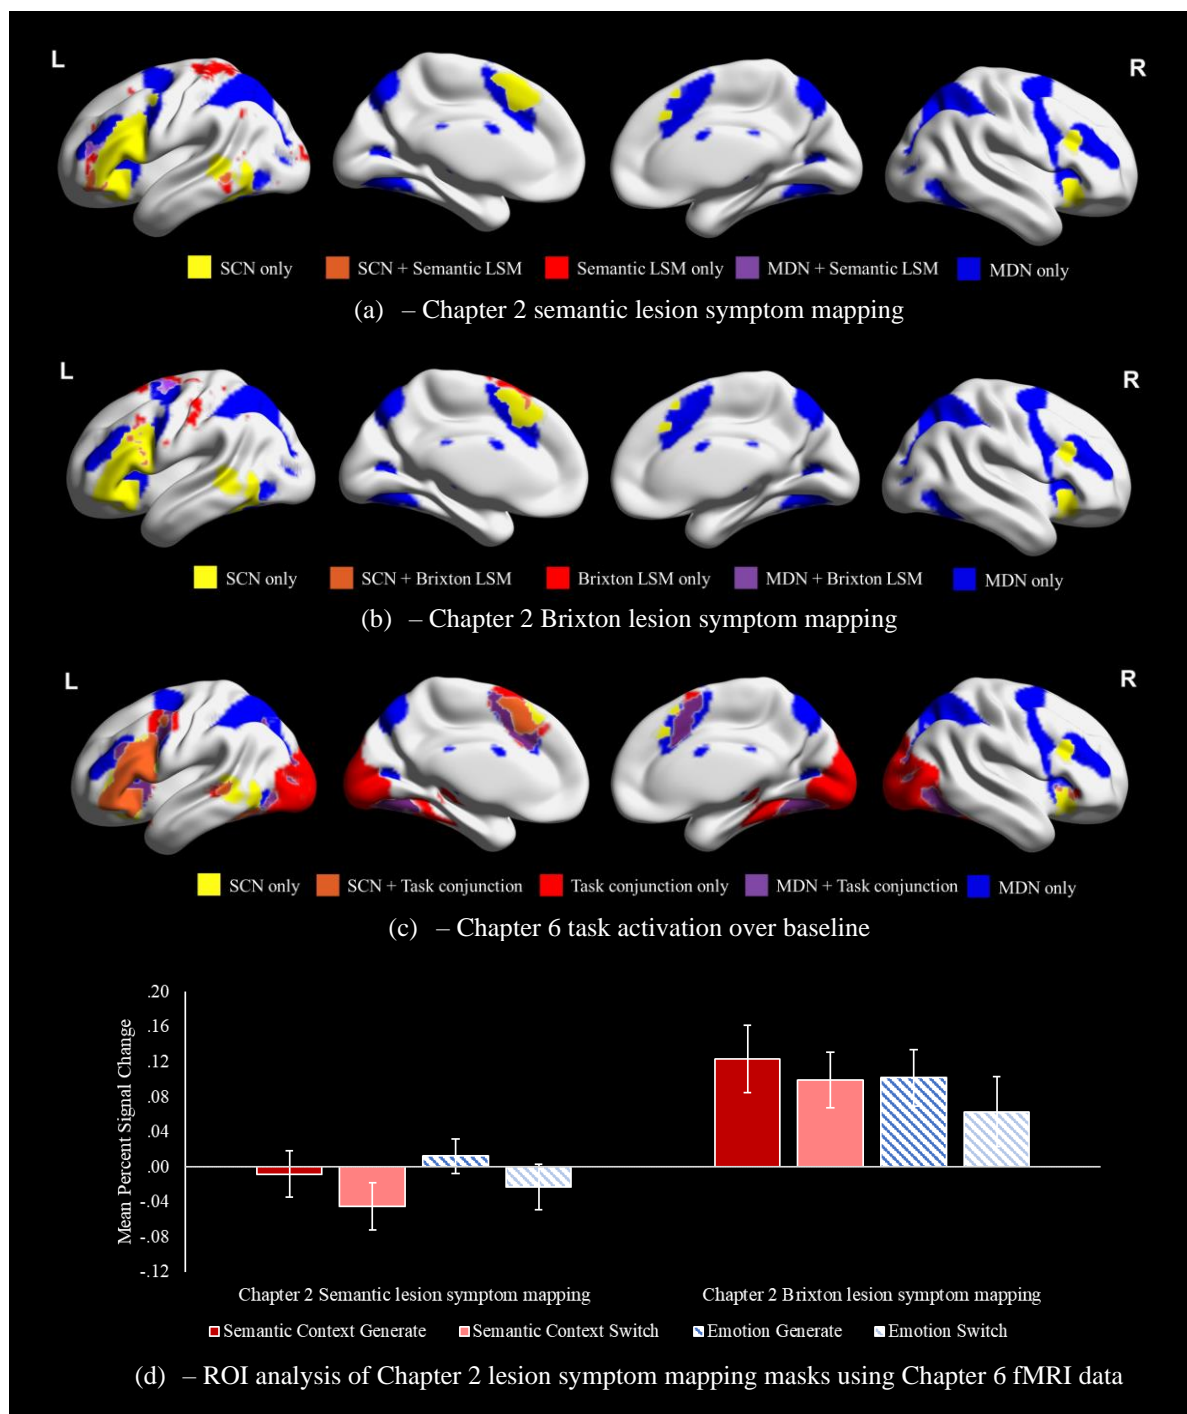 L
R
SCN only SCN + Semantic LSM Semantic LSM only MDN + Semantic LSM MDN only
(a) – Chapter 2 semantic lesion symptom mapping
L
R
SCN only SCN + Brixton LSM Brixton LSM only MDN + Brixton LSM MDN only
(b) – Chapter 2 Brixton lesion symptom mapping
L
R
SCN only SCN + Task conjunction Task conjunction only MDN + Task conjunction MDN only
(c) – Chapter 6 task activation over baseline
Mean Percent Signal Change
.20
.16
.12
.08
.04
.00
-.04
-.08
-.12
Chapter 2 Semantic lesion symptom mapping Chapter 2 Brixton lesion symptom mapping
Semantic Context Generate Semantic Context Switch Emotion Generate Emotion Switch
(d) – ROI analysis of Chapter 2 lesion symptom mapping masks using Chapter 6 fMRI data